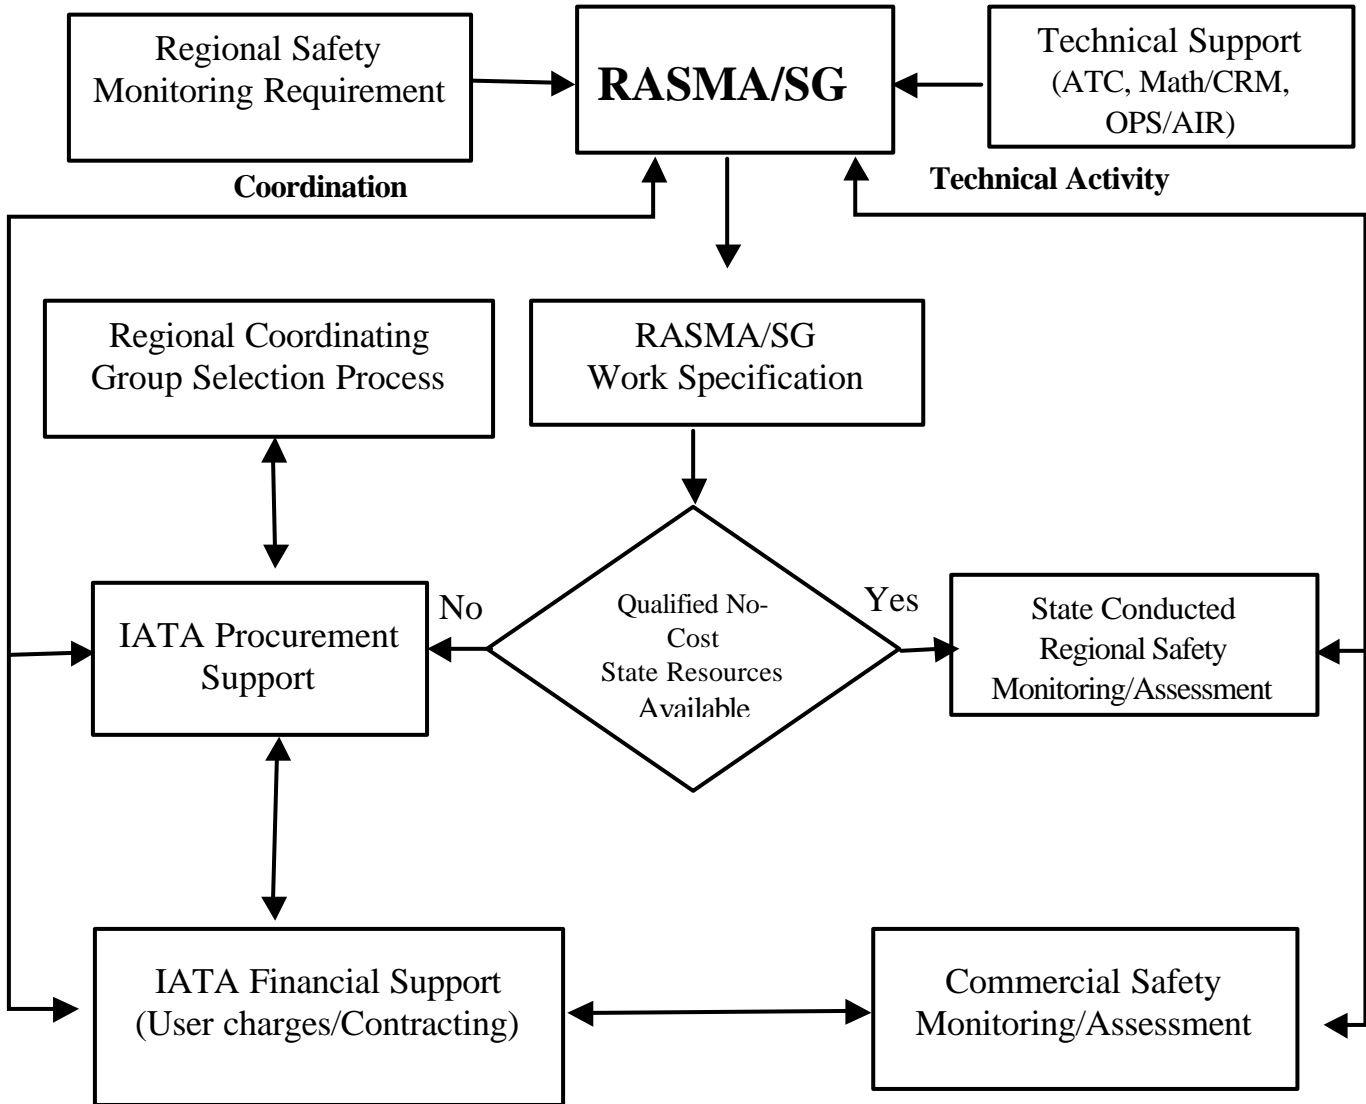 Regional Safety
Monitoring Requirement
RASMA/SG
Technical Support
(ATC, Math/CRM,
OPS/AIR)
Coordination
Technical Activity
Regional Coordinating
Group Selection Process
RASMA/SG
Work Specification
IATA Procurement
Support
No
Qualified No-
Cost
State Resources
Available
Yes
State Conducted
Regional Safety
Monitoring/Assessment
IATA Financial Support
(User charges/Contracting)
Commercial Safety
Monitoring/Assessment